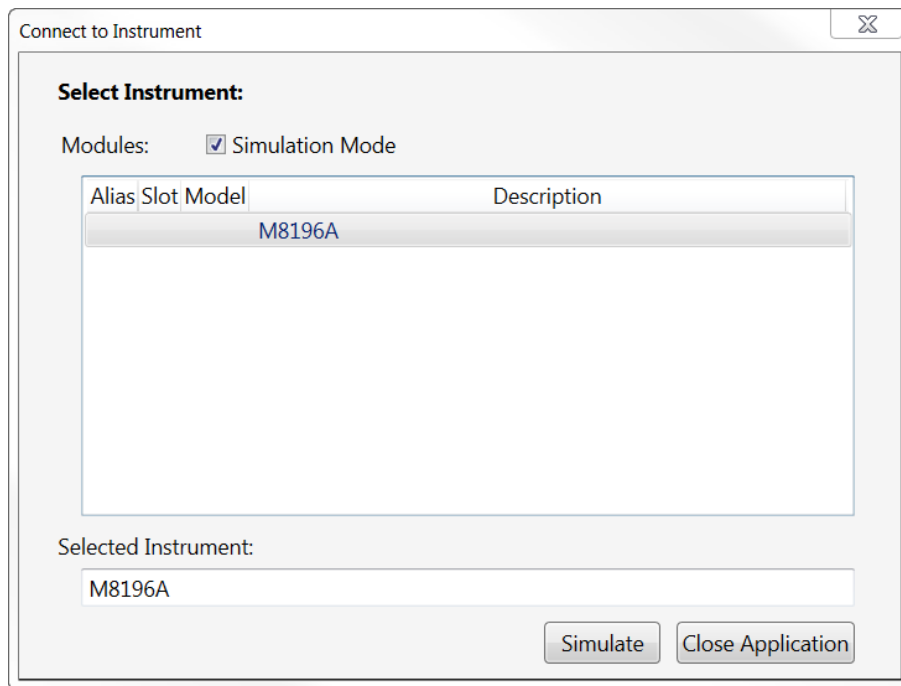 Connect to Instrument
Select Instrument:
Modules: Simulation Mode
Alias Slot Model Description
M8196A
Selected Instrument:
M8196A
Simulate Close Application